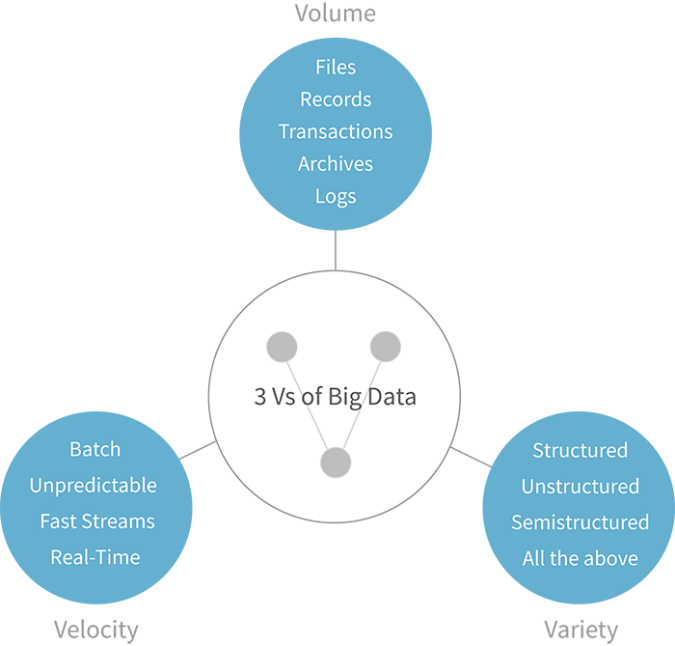 Volume
Files
Records
Transactions
Archives
Logs
3 Vs of Big Data
Batch
Unpredictable
Fast Streams
Real-Time
Velocity
Structured
Unstructured
Semistructured
All the above
Variety